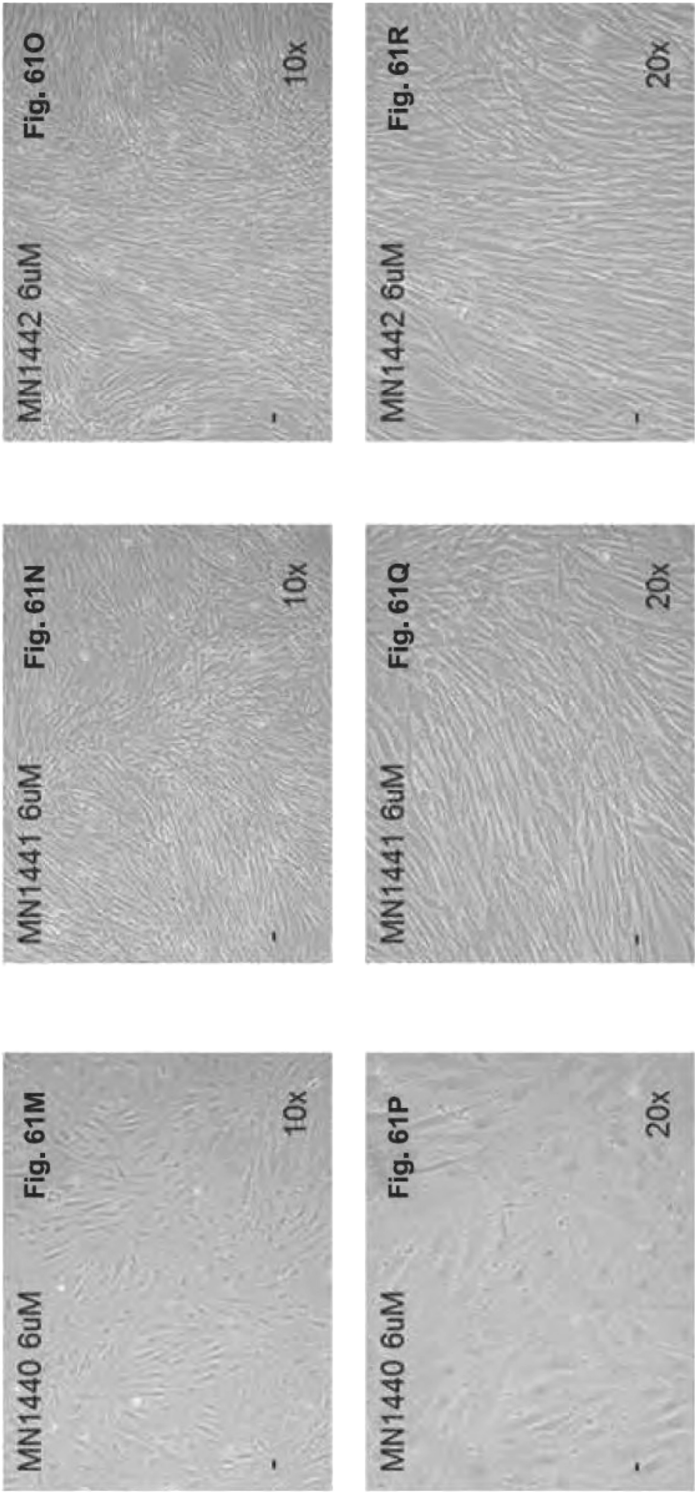 MN1440 6uM
Fig. 61M
10x
MN1441 6uM
Fig. 61N
10x
MN1442 6uM
Fig. 61O
10x
MN1440 6uM
Fig. 61P
20x
MN1441 6uM
Fig. 61Q
20x
MN1442 6uM
Fig. 61R
20x